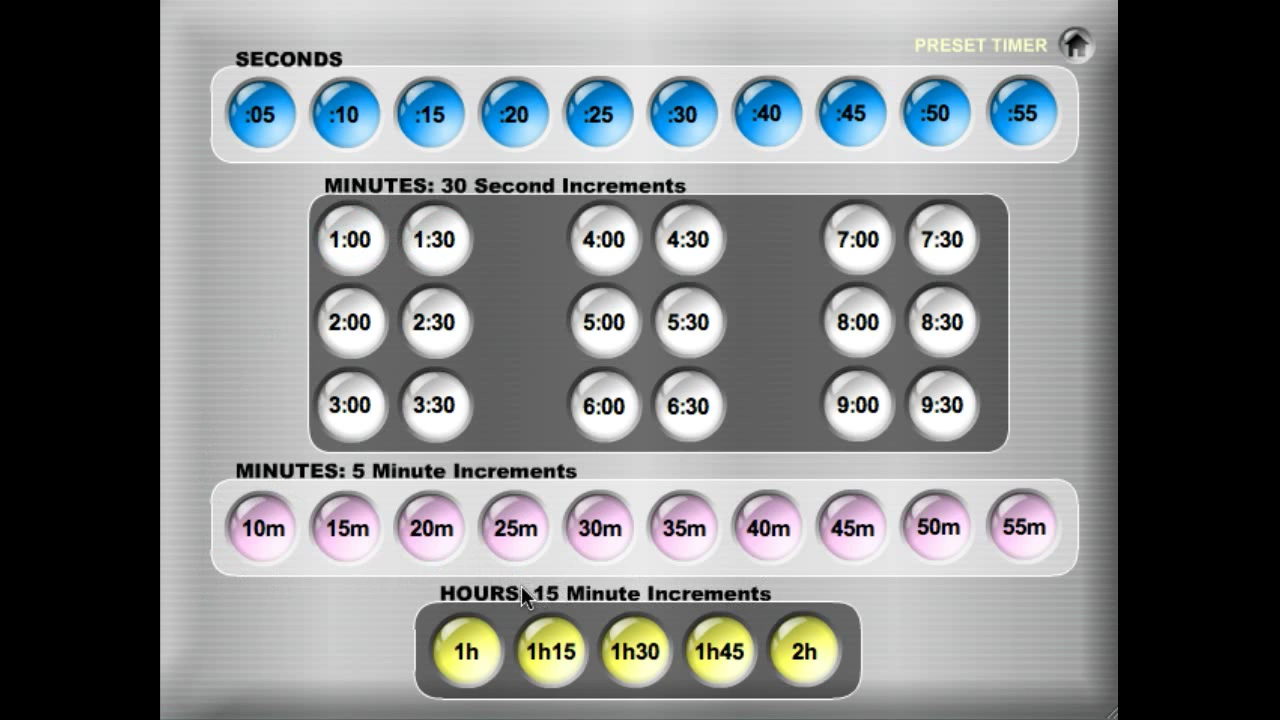 PRESET TIMER
SECONDS
:05 :10 :15 :20 :25 :30 :40 :45 :50 :55
MINUTES: 30 Second Increments
1:00 1:30 4:00 4:30 7:00 7:30
2:00 2:30 5:00 5:30 8:00 8:30
3:00 3:30 6:00 6:30 9:00 9:30
MINUTES: 5 Minute Increments
10m 15m 20m 25m 30m 35m 40m 45m 50m 55m
HOURS: 15 Minute Increments
1h 1h15 1h30 1h45 2h